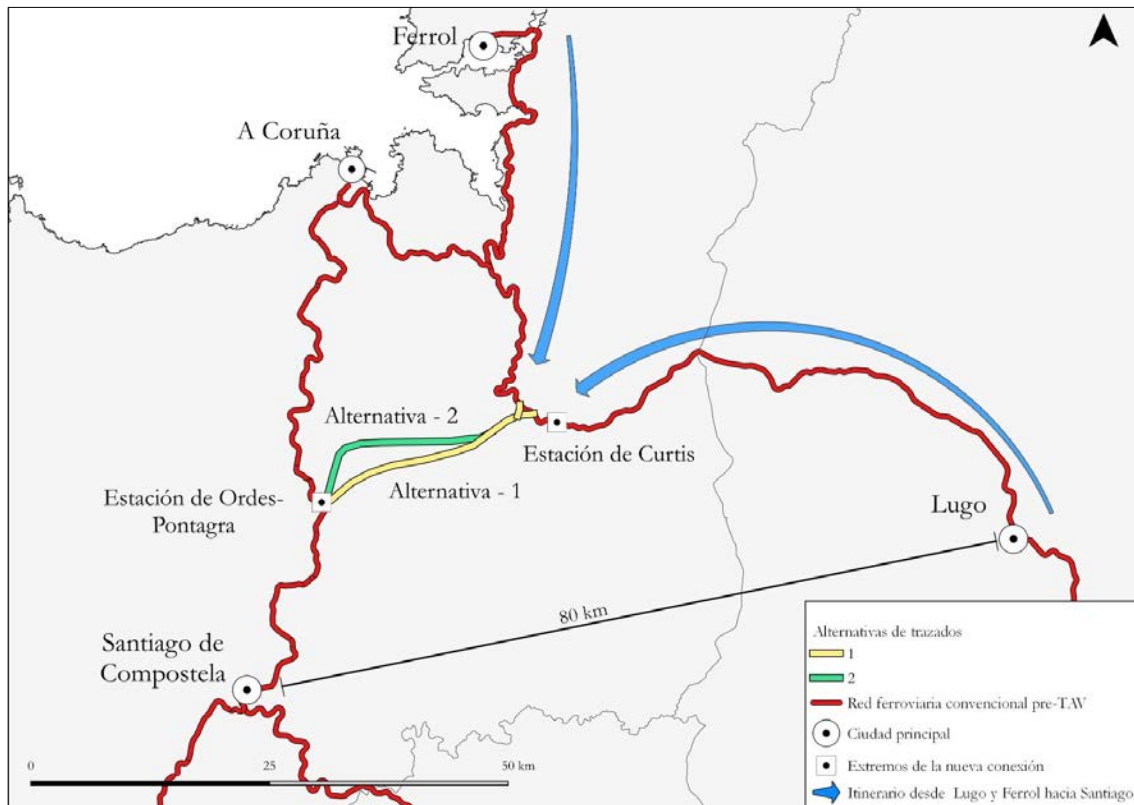 Ferrol
A Coruña
Alternativa - 2
Estación de Curtis
Alternativa - 1
Estación de Ordes-
Pontagra
Lugo
80 km
Santiago de
Compostela
Alternativas de trazados
1
2
Red ferroviaria convencional pre-TAV
Ciudad principal
Extremos de la nueva conexión
Itinerario desde Lugo y Ferrol hacia Santiago
0
25
50 km